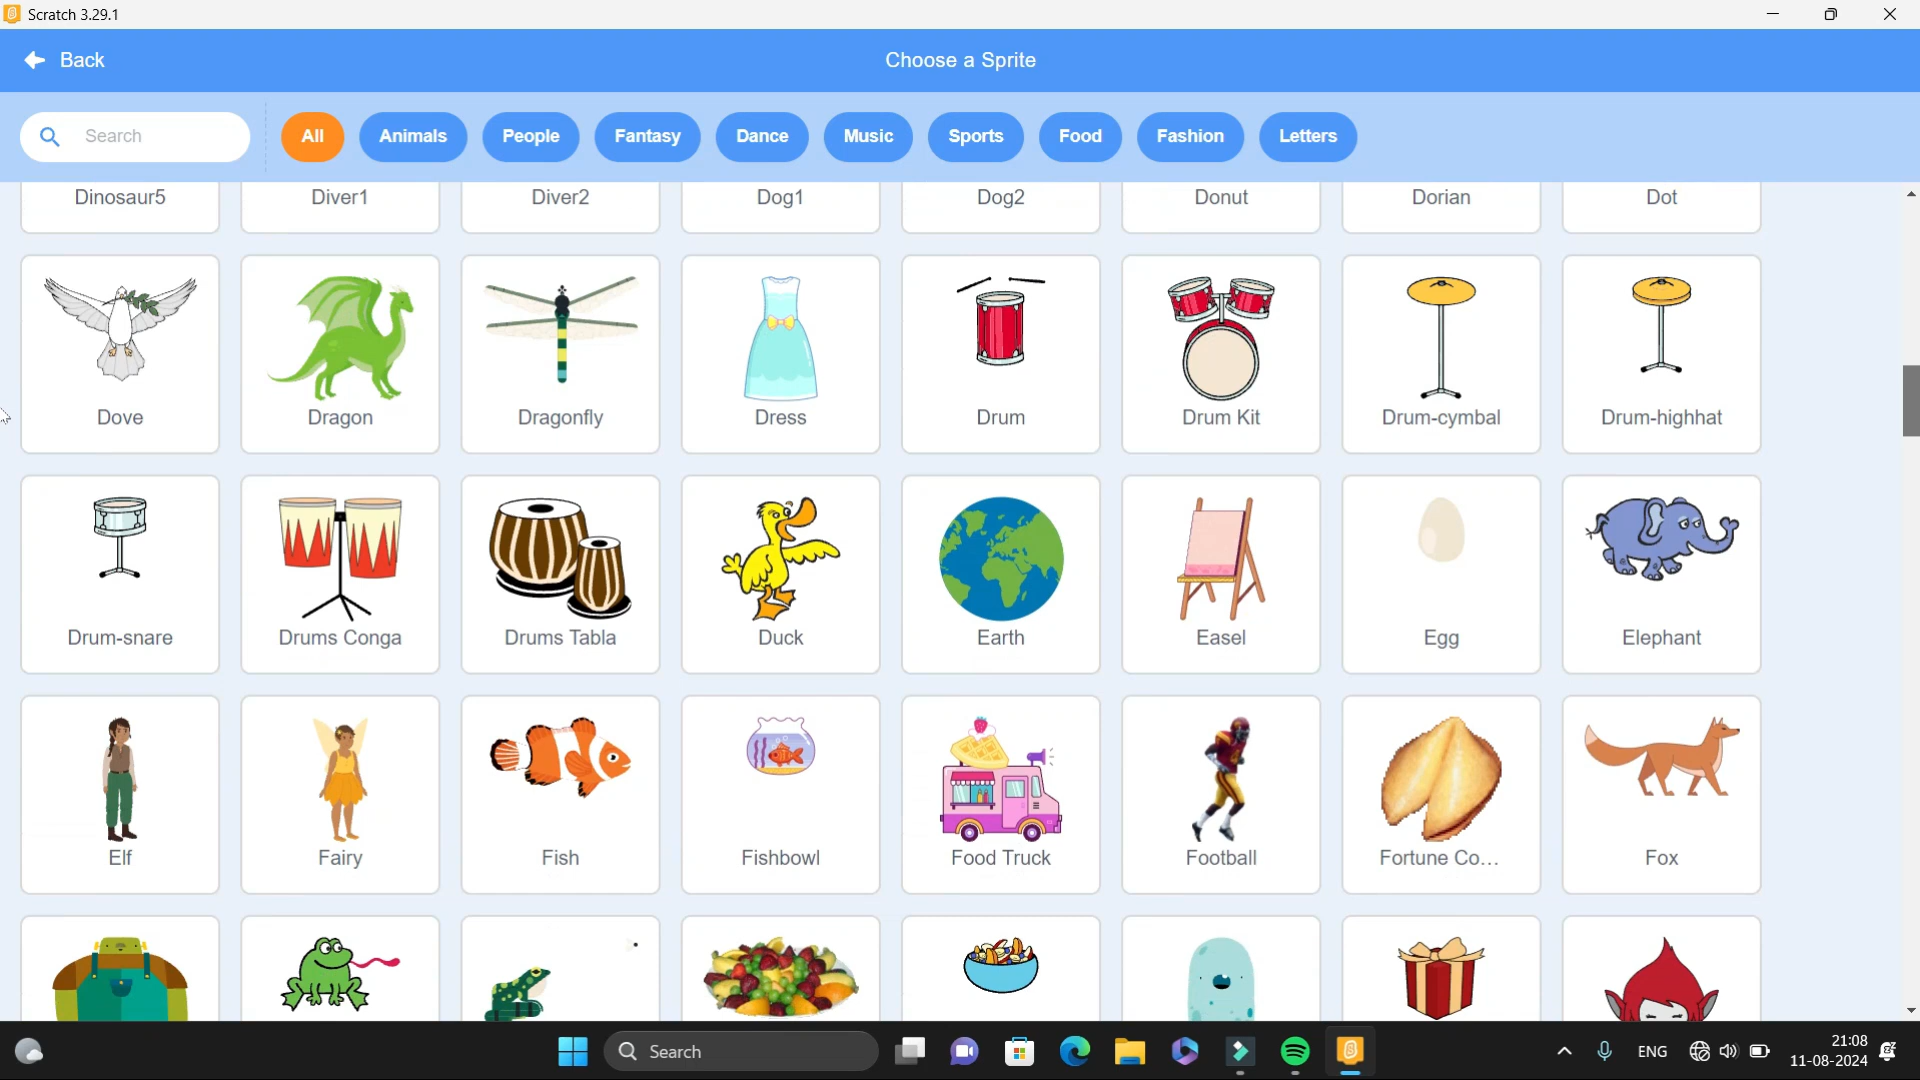 Scratch 3.29.1
Back
Choose a Sprite
Search
All
Animals
People
Fantasy
Dance
Music
Sports
Food
Fashion
Letters
Dinosaur5
Diver1
Diver2
Dog1
Dog2
Donut
Dorian
Dot
Dove
Dragon
Dragonfly
Dress
Drum
Drum Kit
Drum-cymbal
Drum-highhat
Drum-snare
Drums Conga
Drums Tabla
Duck
Earth
Easel
Egg
Elephant
Elf
Fairy
Fish
Fishbowl
Food Truck
Football
Fortune Co...
Fox
Search
ENG
21:08
11-08-2024